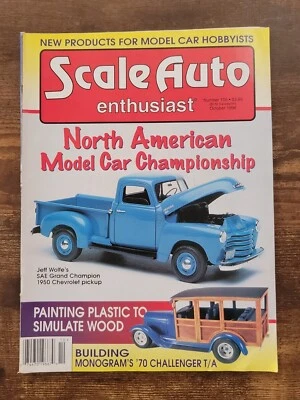 NEW PRODUCTS FOR MODEL CAR HOBBYISTS
Scale Auto
enthusiast
North American
Model Car Championship
Jeff Wolfe's
SAE Grand Champion
1950 Chevrolet pickup
PAINTING PLASTIC TO
SIMULATE WOOD
BUILDING
MONOGRAM'S '70 CHALLENGER T/A